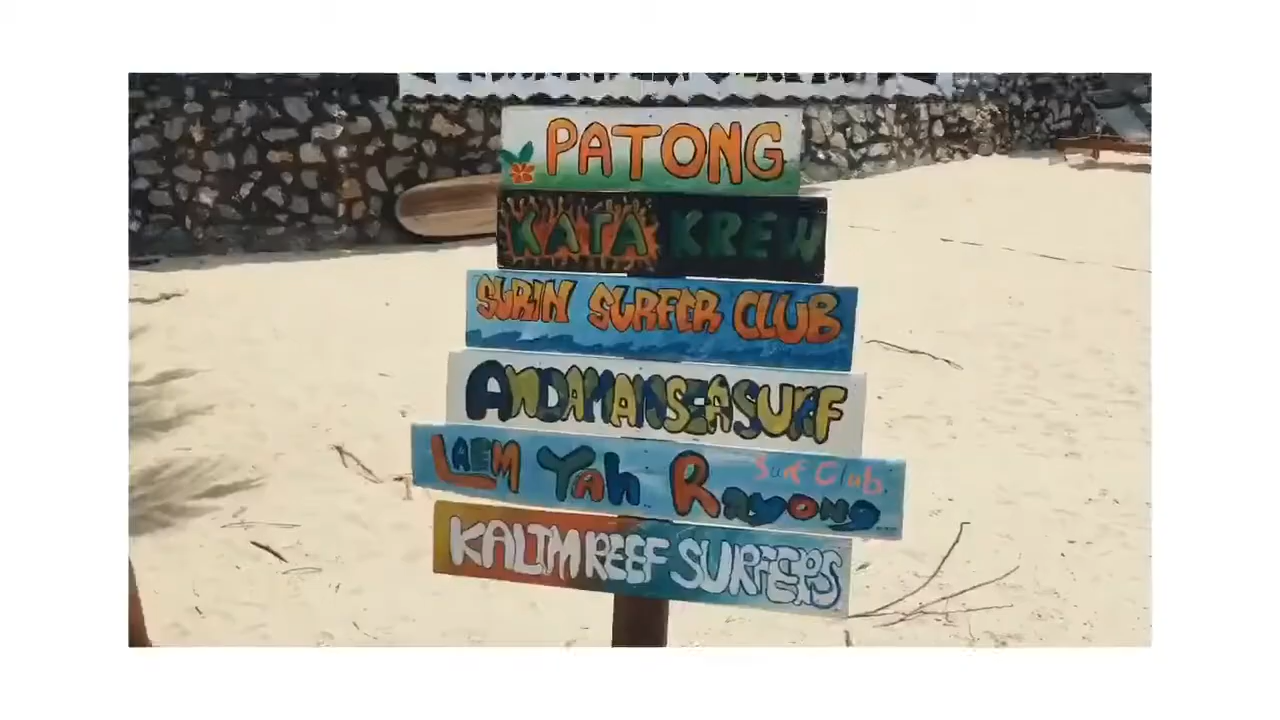 PATONG
KATA KREW
SURIN SURFER CLUB
ANDAMANSEASURF
LAEM Yah Rayong Surf Club
KALIM REEF SURFERS